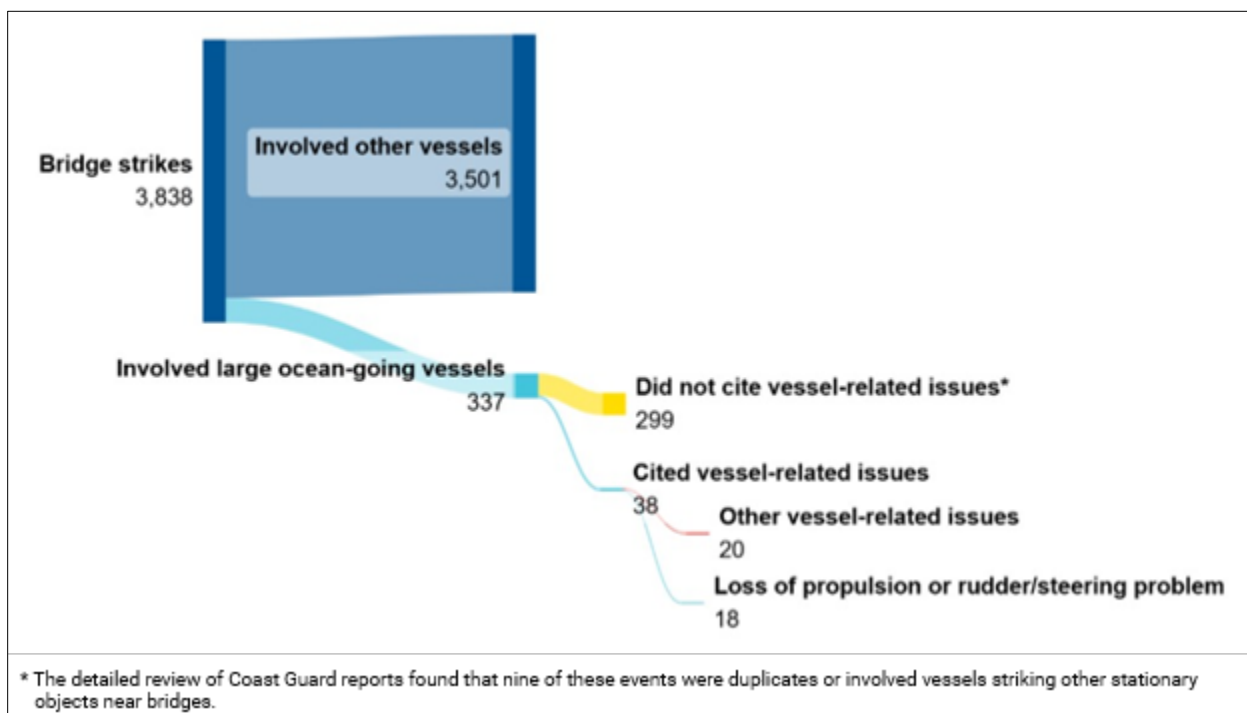 Bridge strikes
3,838
Involved other vessels
3,501
Involved large ocean-going vessels
337
Did not cite vessel-related issues*
299
Cited vessel-related issues
38
Other vessel-related issues
20
Loss of propulsion or rudder/steering problem
18
* The detailed review of Coast Guard reports found that nine of these events were duplicates or involved vessels striking other stationary
objects near bridges.